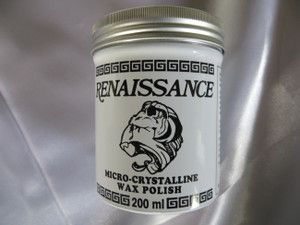 RENAISSANCE
MICRO-CRYSTALLINE
WAX POLISH
200 ml